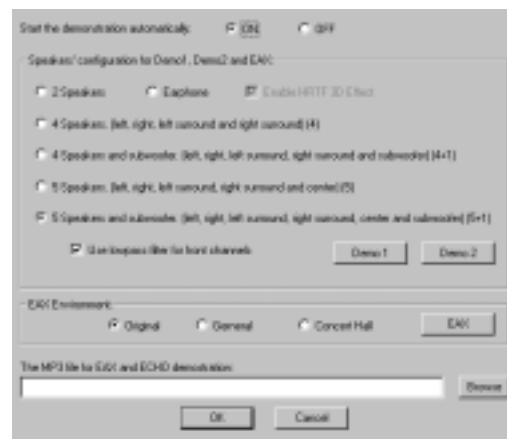 Start the demonstration automatically: ON OFF
Speakers' configuration for Demo1, Demo2 and EAX:
2 Speakers Earphone Enable HRTF 3D Effect
4 Speakers. (left, right, left surround and right surround) (4)
4 Speakers and subwoofer. (left, right, left surround, right surround and subwoofer) (4+1)
5 Speakers. (left, right, left surround, right surround and center) (5)
5 Speakers and subwoofer. (left, right, left surround, right surround, center and subwoofer) (5+1)
Use lowpass filter for front channels Demo 1 Demo 2
EAX Environment:
Original General Concert Hall EAX
The MP3 file for EAX and ECHO demostration:
Browse
OK Cancel